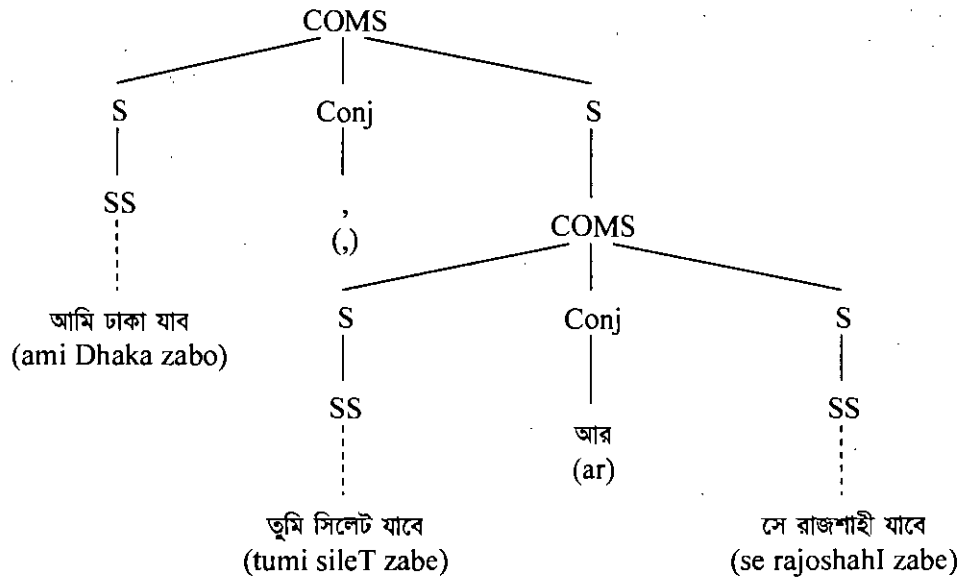 COMS
S Conj S
SS , COMS
(,)
আমি ঢাকা যাব S Conj S
(ami Dhaka zabo)
SS আর SS
(ar)
তুমি সিলেট যাবে সে রাজশাহী যাবে
(tumi sileT zabe) (se rajoshahI zabe)